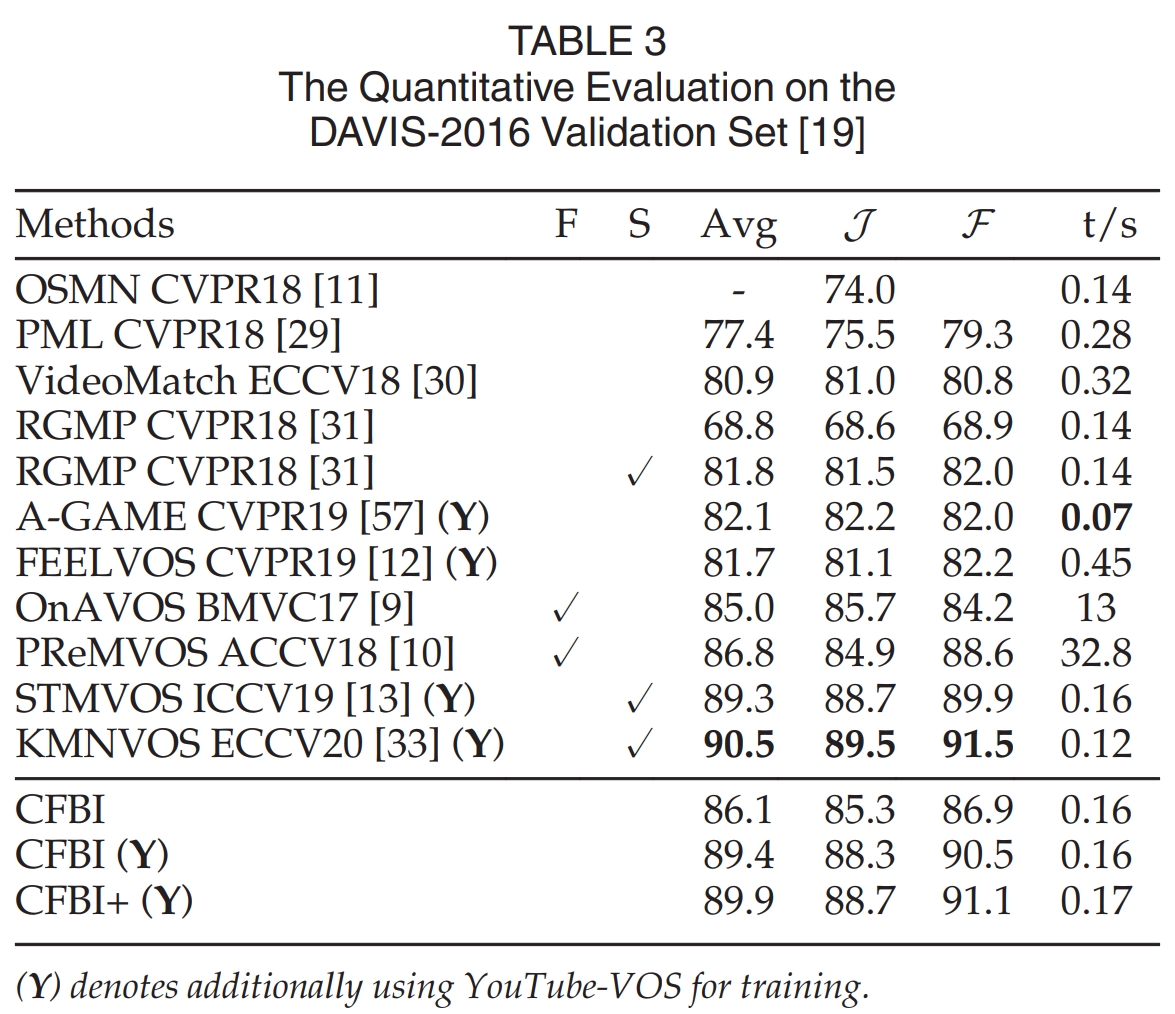 TABLE 3
The Quantitative Evaluation on the
DAVIS-2016 Validation Set [19]
Methods F S Avg 𝒥 ℱ t/s
OSMN CVPR18 [11] - 74.0 0.14
PML CVPR18 [29] 77.4 75.5 79.3 0.28
VideoMatch ECCV18 [30] 80.9 81.0 80.8 0.32
RGMP CVPR18 [31] 68.8 68.6 68.9 0.14
RGMP CVPR18 [31] ✓ 81.8 81.5 82.0 0.14
A-GAME CVPR19 [57] (Y) 82.1 82.2 82.0 0.07
FEELVOS CVPR19 [12] (Y) 81.7 81.1 82.2 0.45
OnAVOS BMVC17 [9] ✓ 85.0 85.7 84.2 13
PReMVOS ACCV18 [10] ✓ 86.8 84.9 88.6 32.8
STMVOS ICCV19 [13] (Y) ✓ 89.3 88.7 89.9 0.16
KMNVOS ECCV20 [33] (Y) ✓ 90.5 89.5 91.5 0.12
CFBI 86.1 85.3 86.9 0.16
CFBI (Y) 89.4 88.3 90.5 0.16
CFBI+ (Y) 89.9 88.7 91.1 0.17
(Y) denotes additionally using YouTube-VOS for training.